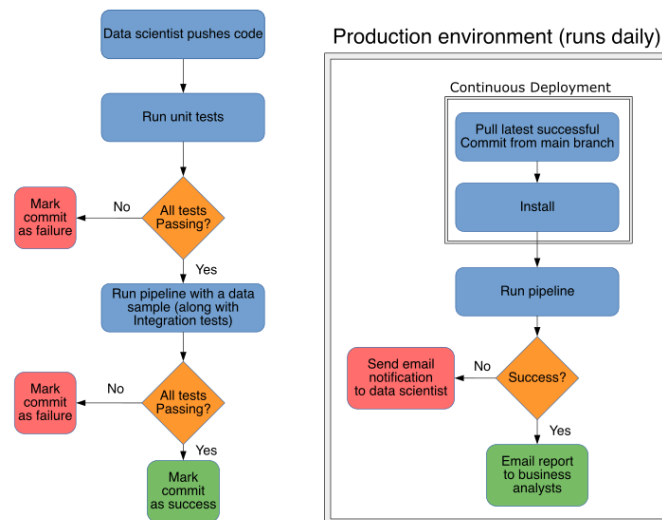 Data scientist pushes code
Run unit tests
All tests
Passing?
No
Mark
commit
as failure
Yes
Run pipeline with a data
sample (along with
Integration tests)
All tests
Passing?
No
Mark
commit
as failure
Yes
Mark
commit
as success
Production environment (runs daily)
Continuous Deployment
Pull latest successful
Commit from main branch
Install
Run pipeline
Success?
No
Send email
notification
to data scientist
Yes
Email report
to business
analysts